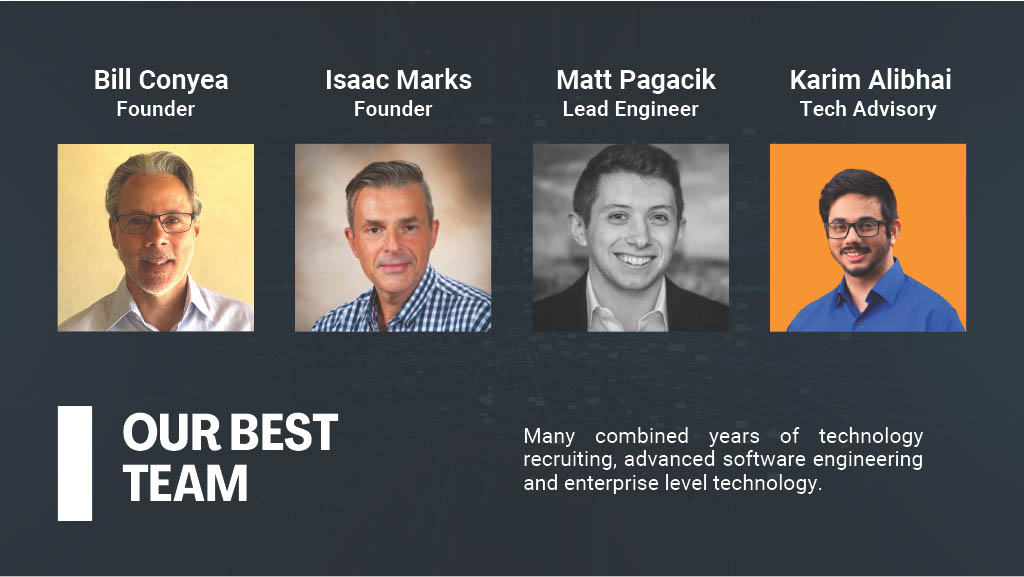 Bill Conyea
Founder
Isaac Marks
Founder
Matt Pagacik
Lead Engineer
Karim Alibhai
Tech Advisory
OUR BEST
TEAM
Many combined years of technology
recruiting, advanced software engineering
and enterprise level technology.